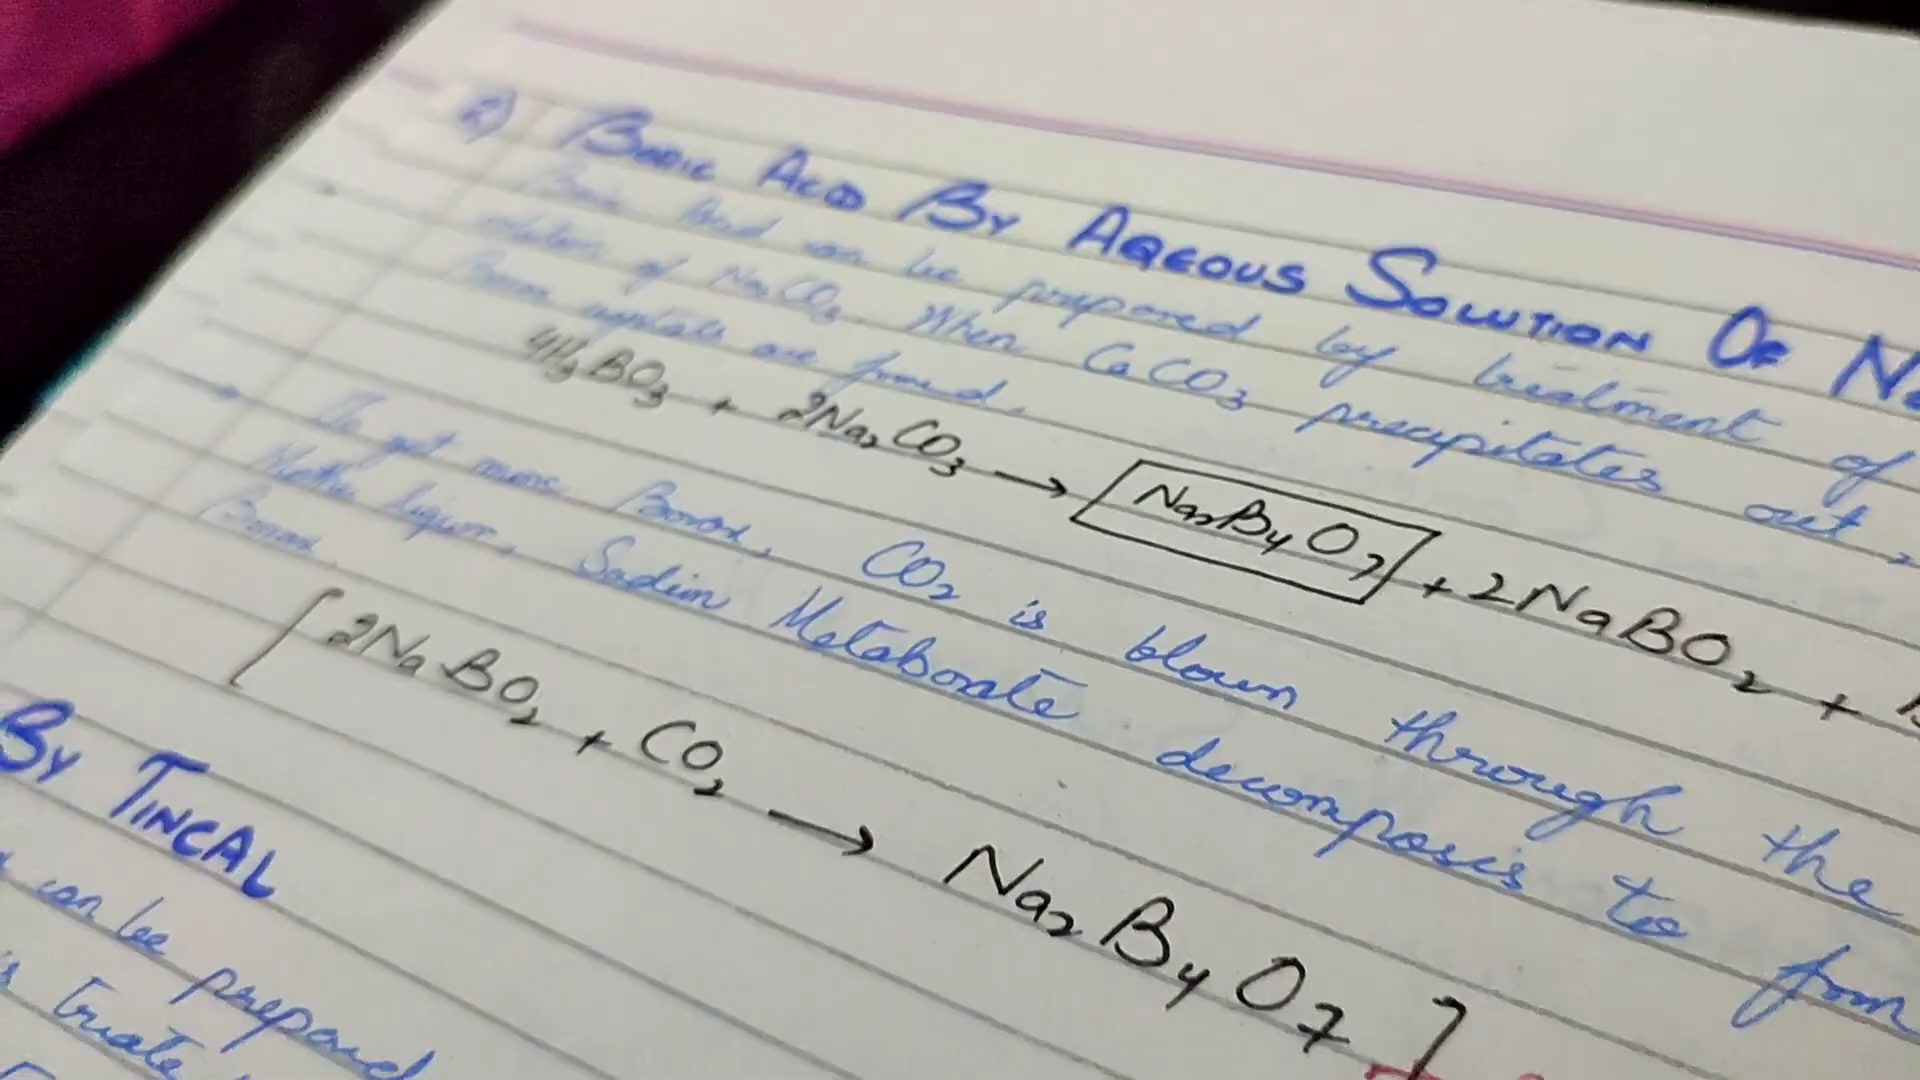 2) BORIC ACID BY AQEOUS SOLUTION OF Na
Boric Acid can be prepared by treatment of
solution of Na₂CO₃. When CaCO₃ precipitates out,
crystals are formed.
4H₃BO₃ + 2Na₂CO₃ → Na₂B₄O₇ + 2NaBO₂ +
To get more Borax, CO₂ is blown through the
Mother liquor. Sodium Metaborate decomposis to form
Borax
[2NaBO₂ + CO₂ → Na₂B₄O₇]
BY TINCAL
can be prepared